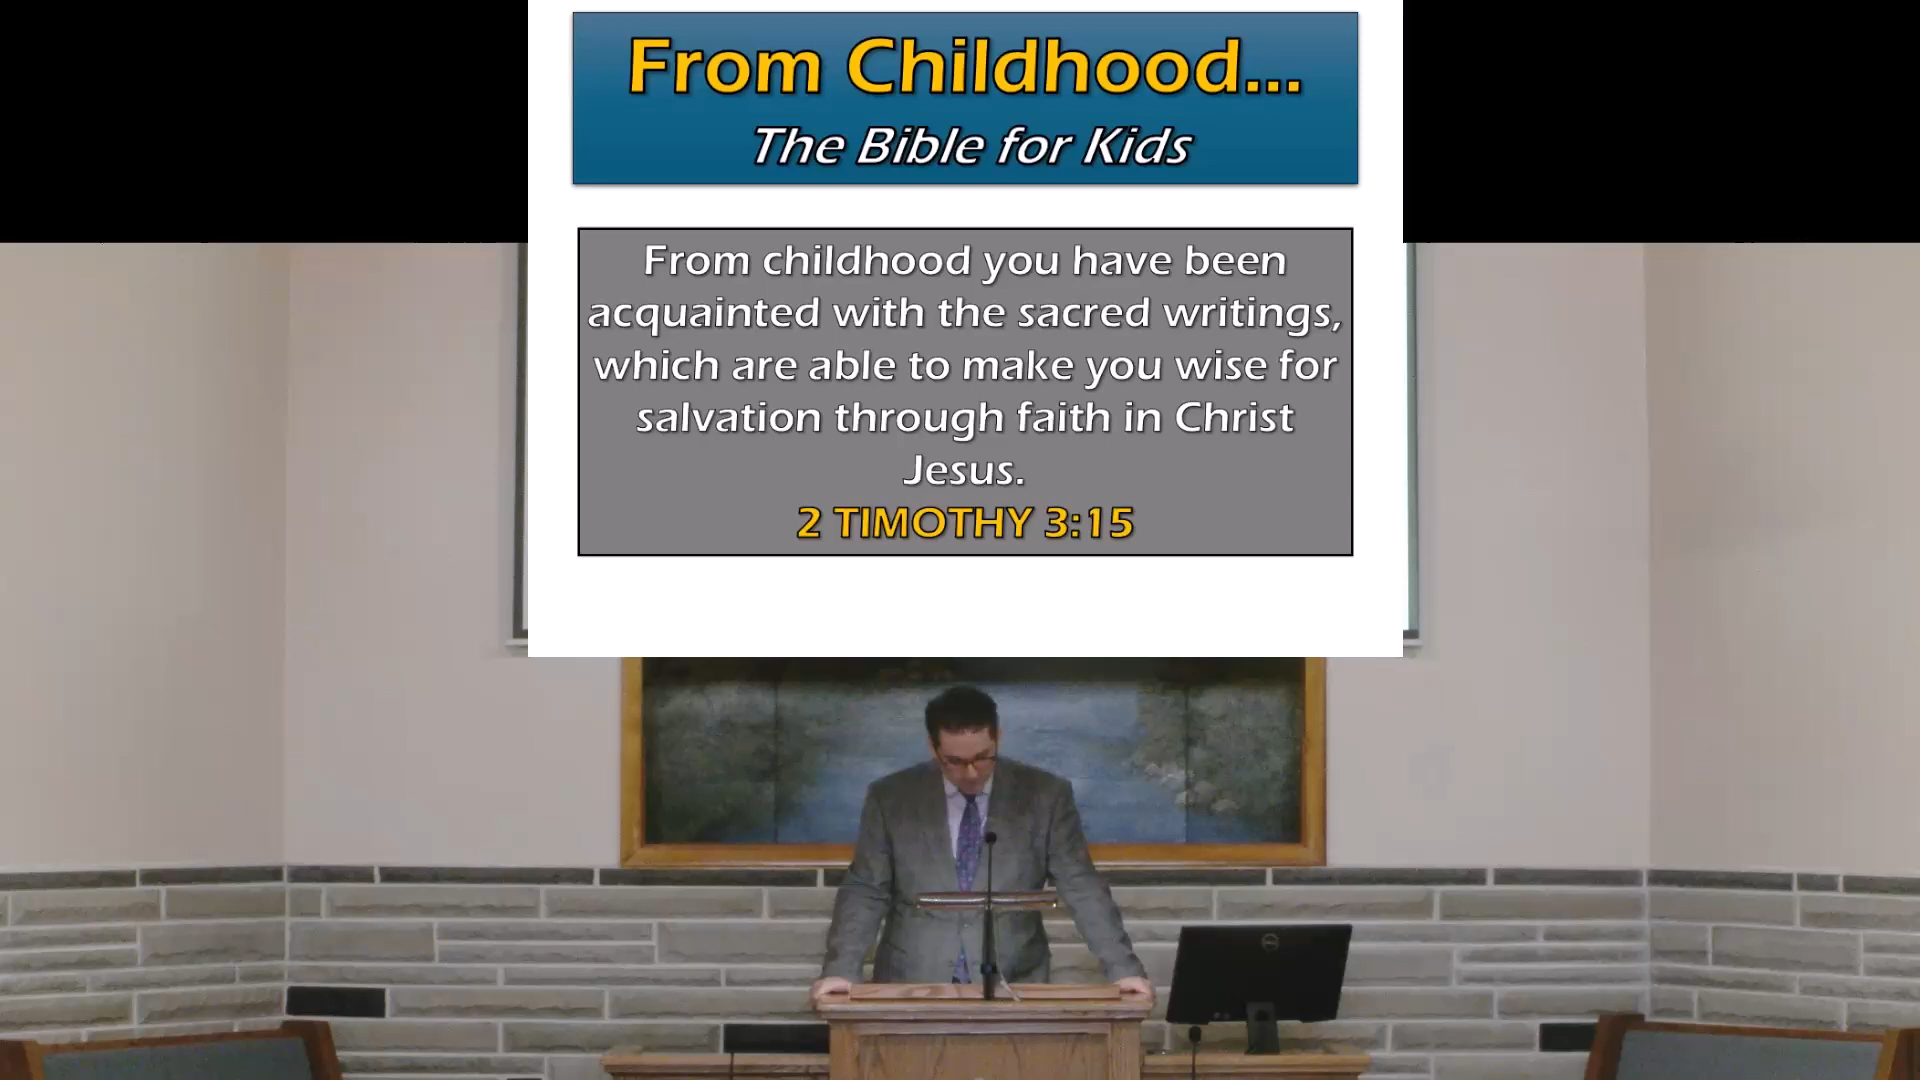 From Childhood...
The Bible for Kids
From childhood you have been
acquainted with the sacred writings,
which are able to make you wise for
salvation through faith in Christ
Jesus.
2 TIMOTHY 3:15
DELL